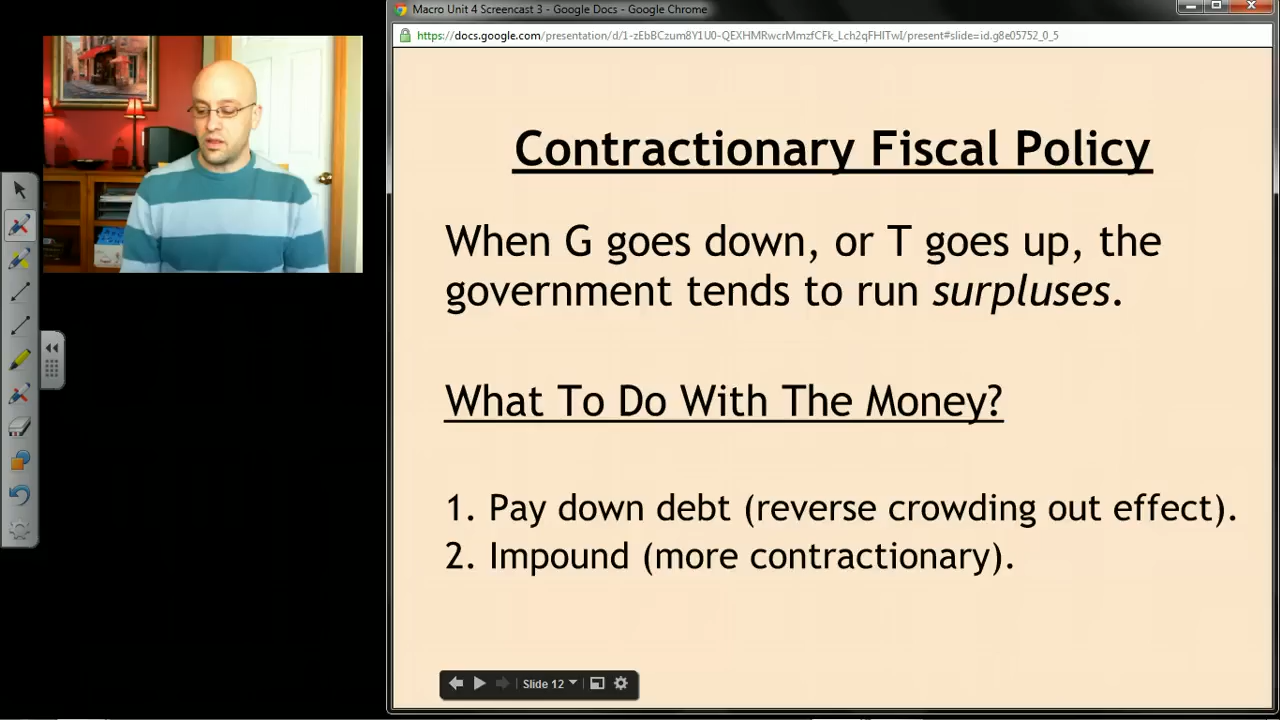 Macro Unit 4 Screencast 3 - Google Docs - Google Chrome
https://docs.google.com/presentation/d/1-zEbBCzum8Y1U0-QEXHMRwcrMmzfCFk_Lch2qFHITwI/present#slide=id.g8e05752_0_5
Contractionary Fiscal Policy
When G goes down, or T goes up, the
government tends to run surpluses.
What To Do With The Money?
1. Pay down debt (reverse crowding out effect).
2. Impound (more contractionary).
Slide 12